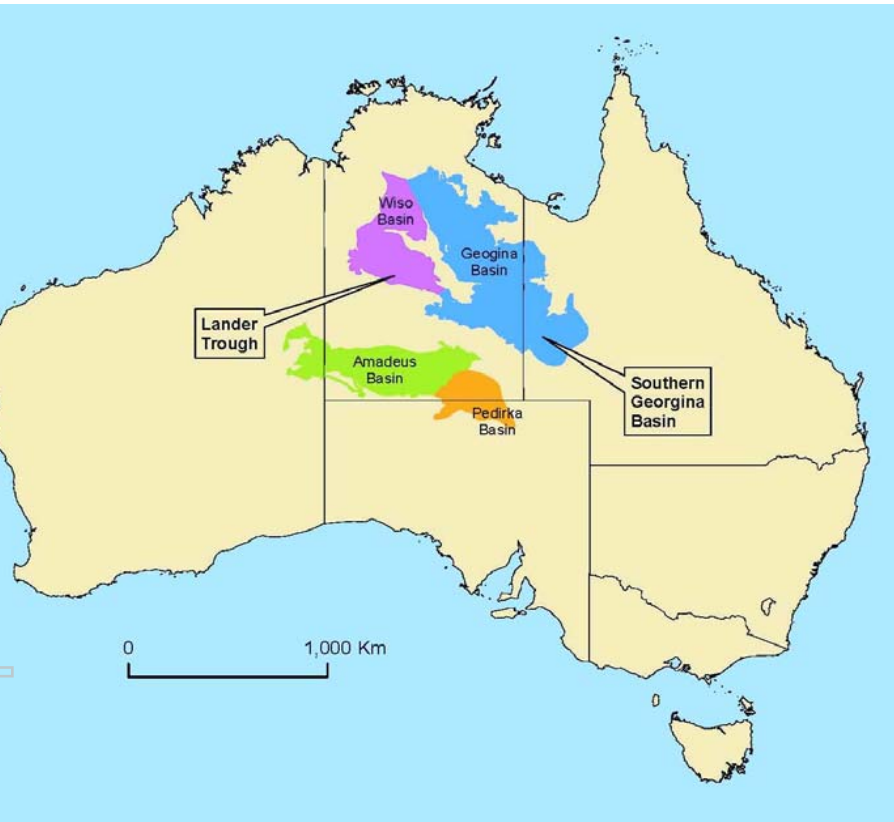 Wiso
Basin
Geogina
Basin
Lander
Trough
Amadeus
Basin
Southern
Georgina
Basin
Pedirka
Basin
0 1,000 Km